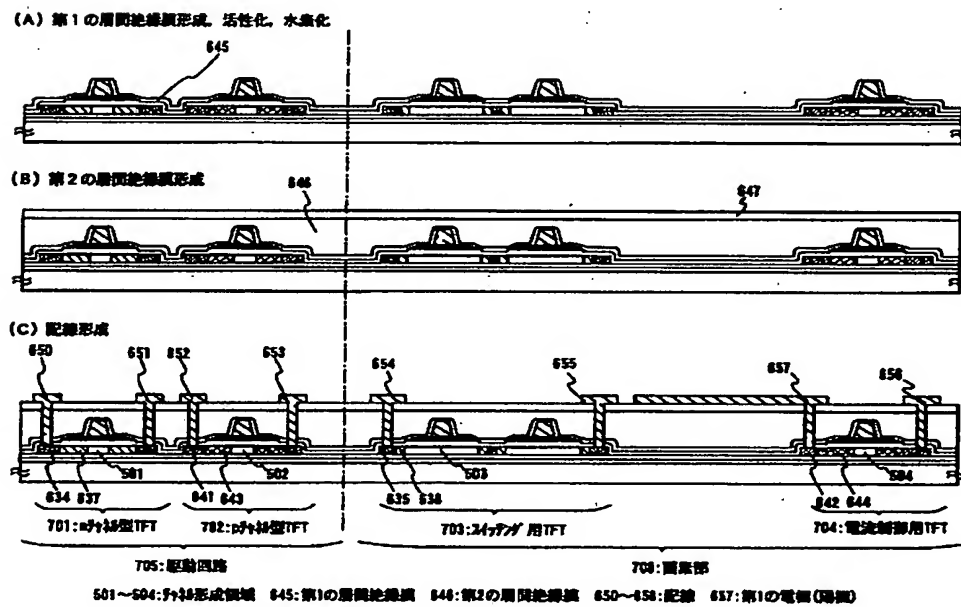 (A) 第1の層間絶縁膜形成, 活性化, 水素化
645
(B) 第2の層間絶縁膜形成
646
647
(C) 配線形成
650
651
652
653
654
655
657
656
634
637
501
641
643
502
635
638
503
642
644
504
701:nチャネル型TFT
702:pチャネル型TFT
703:スイッチング用TFT
704:電流制御用TFT
705:駆動回路
706:画素部
501~504:チャネル形成領域 645:第1の層間絶縁膜 646:第2の層間絶縁膜 650~656:配線 657:第1の電極(陽極)